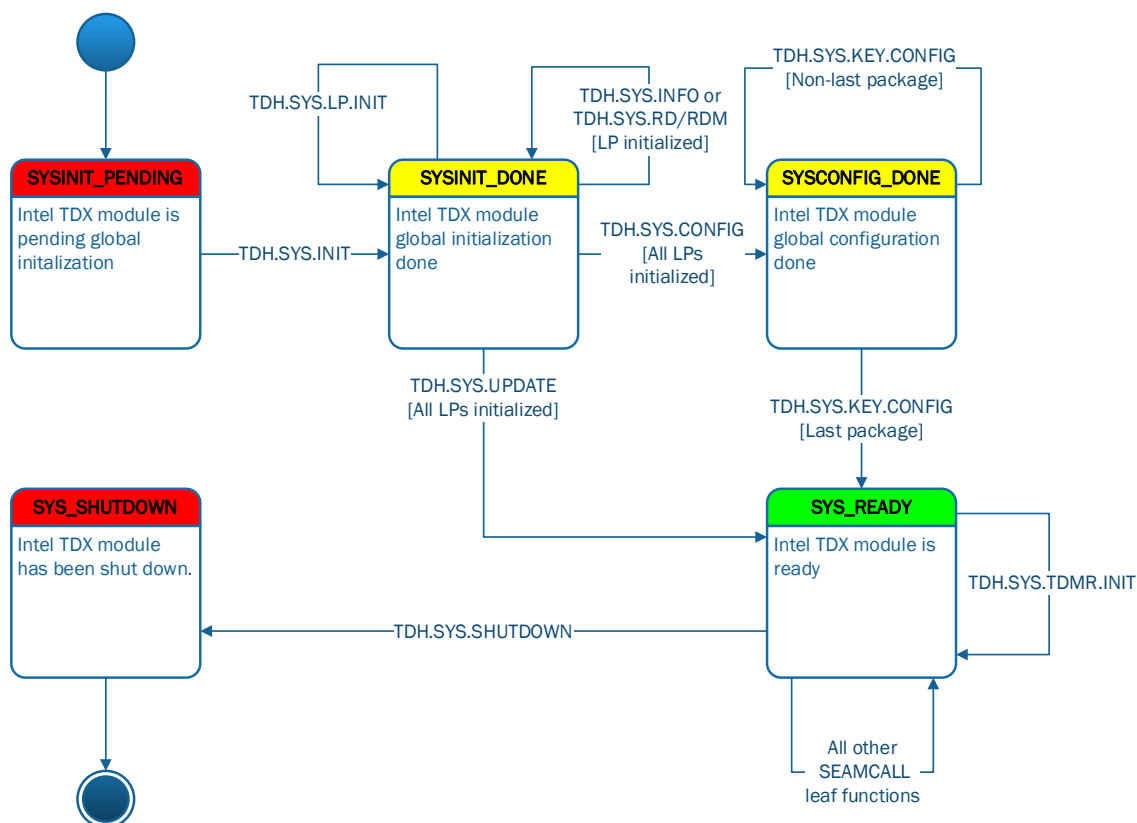 TDH.SYS.LP.INIT
TDH.SYS.INFO or
TDH.SYS.RD/RDM
[LP initialized]
TDH.SYS.KEY.CONFIG
[Non-last package]
SYSINIT_PENDING
Intel TDX module is
pending global
initalization
TDH.SYS.INIT
SYSINIT_DONE
Intel TDX module
global initialization
done
TDH.SYS.CONFIG
[All LPs
initialized]
SYSCONFIG_DONE
Intel TDX module
global configuration
done
TDH.SYS.UPDATE
[All LPs initialized]
TDH.SYS.KEY.CONFIG
[Last package]
SYS_SHUTDOWN
Intel TDX module
has been shut down.
TDH.SYS.SHUTDOWN
SYS_READY
Intel TDX module is
ready
TDH.SYS.TDMR.INIT
All other
SEAMCALL
leaf functions